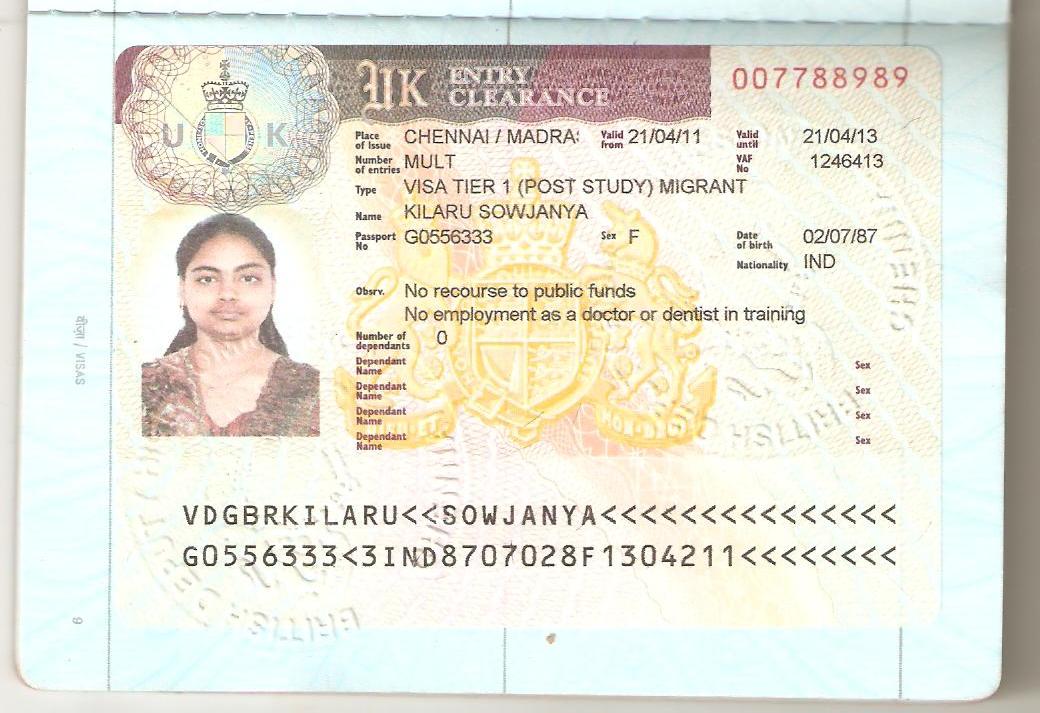 UK ENTRY CLEARANCE 007788989
U K
Place of Issue CHENNAI / MADRA Valid from 21/04/11 Valid until 21/04/13
Number of entries MULT VAF No 1246413
Type VISA TIER 1 (POST STUDY) MIGRANT
Name KILARU SOWJANYA
Passport No G0556333 Sex F Date of birth 02/07/87
Nationality IND
Obsrv. No recourse to public funds
No employment as a doctor or dentist in training
Number of dependants 0
Dependant Name Sex
Dependant Name Sex
Dependant Name Sex
Dependant Name Sex
VDGBRKILARU<<SOWJANYA<<<<<<<<<<<<<<<
G0556333<3IND8707028F1304211<<<<<<<<
वीज़ा / VISAS
9